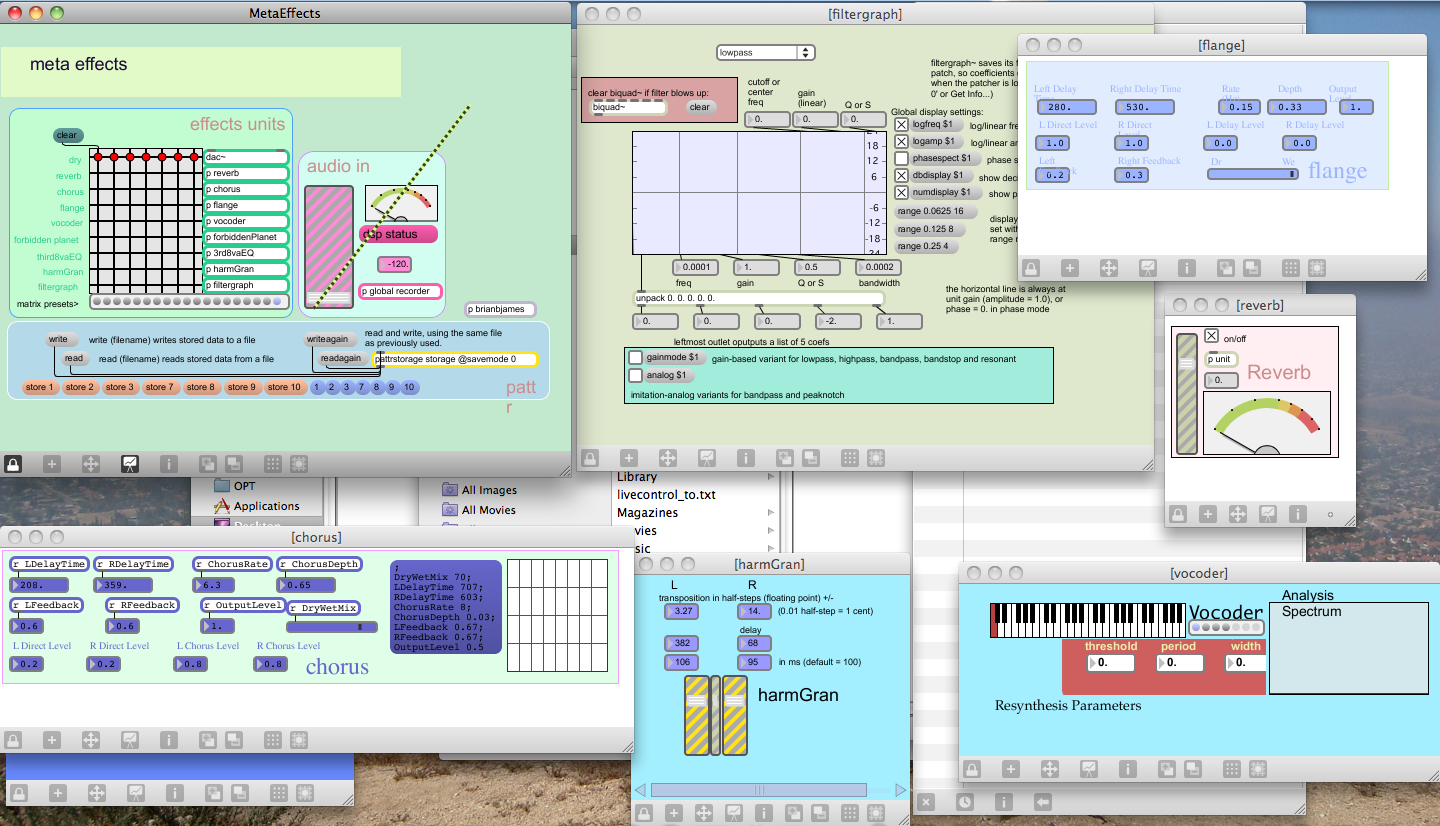 MetaEffects
meta effects
effects units
clear
dry
reverb
chorus
flange
vocoder
forbidden planet
third8vaEQ
harmGran
filtergraph
matrix presets>
dac~
p reverb
p chorus
p flange
p vocoder
p forbiddenPlanet
p 3rd8vaEQ
p harmGran
p filtergraph
audio in
dsp status
-120.
p global recorder
p brianbjames
write
write (filename) writes stored data to a file
read
read (filename) reads stored data from a file
writeagain
read and write, using the same file
as previously used.
readagain
pattrstorage storage @savemode 0
store 1 store 2 store 3 store 7 store 8 store 9 store 10 1 2 3 7 8 9 10
patt
r
[filtergraph]
lowpass
clear biquad~ if filter blows up:
biquad~
clear
cutoff or
center
freq
gain
(linear)
Q or S
0. 0. 0.
filtergraph~ saves its f
patch, so coefficients
when the patcher is lo
0' or Get Info...)
Global display settings:
logfreq $1 log/linear fre
logamp $1 log/linear an
phasespect $1 phase s
dbdisplay $1 show deci
numdisplay $1 show p
range 0.0625 16
range 0.125 8
range 0.25 4
display
set with
range n
18
12
6
-6
-12
-18
24
0.0001 1. 0.5 0.0002
freq gain Q or S bandwidth
unpack 0. 0. 0. 0. 0.
0. 0. 0. -2. 1.
the horizontal line is always at
unit gain (amplitude = 1.0), or
phase = 0. in phase mode
leftmost outlet oputputs a list of 5 coefs
gainmode $1 gain-based variant for lowpass, highpass, bandpass, bandstop and resonant
analog $1
imitation-analog variants for bandpass and peaknotch
[flange]
Left Delay Right Delay Time Rate Depth Output
280. 530. 0.15 0.33 1.
L Direct Level R Direct L Delay Level R Delay Level
1.0 1.0 0.0 0.0
Left Right Feedback Dr We
0.2 0.3
flange
[reverb]
on/off
p unit
0.
Reverb
OPT
Applications
Desktop
All Images
All Movies
Library
livecontrol_to.txt
Magazines
vies
sic
[chorus]
r LDelayTime r RDelayTime r ChorusRate r ChorusDepth
208. 359. 6.3 0.65
r LFeedback r RFeedback r OutputLevel r DryWetMix
0.6 0.6 1.
L Direct Level R Direct Level L Chorus Level R Chorus Level
0.2 0.2 0.8 0.8
chorus
;
DryWetMix 70;
LDelayTime 707;
RDelayTime 603;
ChorusRate 8;
ChorusDepth 0.03;
LFeedback 0.67;
RFeedback 0.67;
OutputLevel 0.5
[harmGran]
L R
transposition in half-steps (floating point) +/-
3.27 14. (0.01 half-step = 1 cent)
delay
382 68
106 95 in ms (default = 100)
harmGran
[vocoder]
Vocoder
Analysis
Spectrum
threshold period width
0. 0. 0.
Resynthesis Parameters